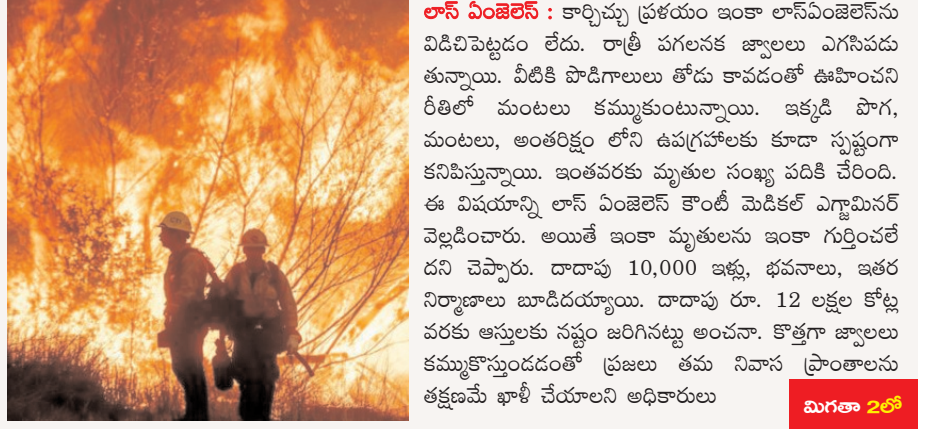 లాస్ ఏంజెలెస్ : కార్చిచ్చు ప్రళయం ఇంకా లాస్ఏంజెలెస్‌ను
విడిచిపెట్టడం లేదు. రాత్రీ పగలనక జ్వాలలు ఎగసిపడు
తున్నాయి. వీటికి పొడిగాలులు తోడు కావడంతో ఊహించని
రీతిలో మంటలు కమ్ముకుంటున్నాయి. ఇక్కడి పొగ,
మంటలు, అంతరిక్షం లోని ఉపగ్రహాలకు కూడా స్పష్టంగా
కనిపిస్తున్నాయి. ఇంతవరకు మృతుల సంఖ్య పదికి చేరింది.
ఈ విషయాన్ని లాస్ ఏంజెలెస్ కౌంటీ మెడికల్ ఎగ్జామినర్
వెల్లడించారు. అయితే ఇంకా మృతులను ఇంకా గుర్తించలే
దని చెప్పారు. దాదాపు 10,000 ఇళ్లు, భవనాలు, ఇతర
నిర్మాణాలు బూడిదయ్యాయి. దాదాపు రూ. 12 లక్షల కోట్ల
వరకు ఆస్తులకు నష్టం జరిగినట్టు అంచనా. కొత్తగా జ్వాలలు
కమ్ముకొస్తుండడంతో ప్రజలు తమ నివాస ప్రాంతాలను
తక్షణమే ఖాళీ చేయాలని అధికారులు
మిగతా 2లో